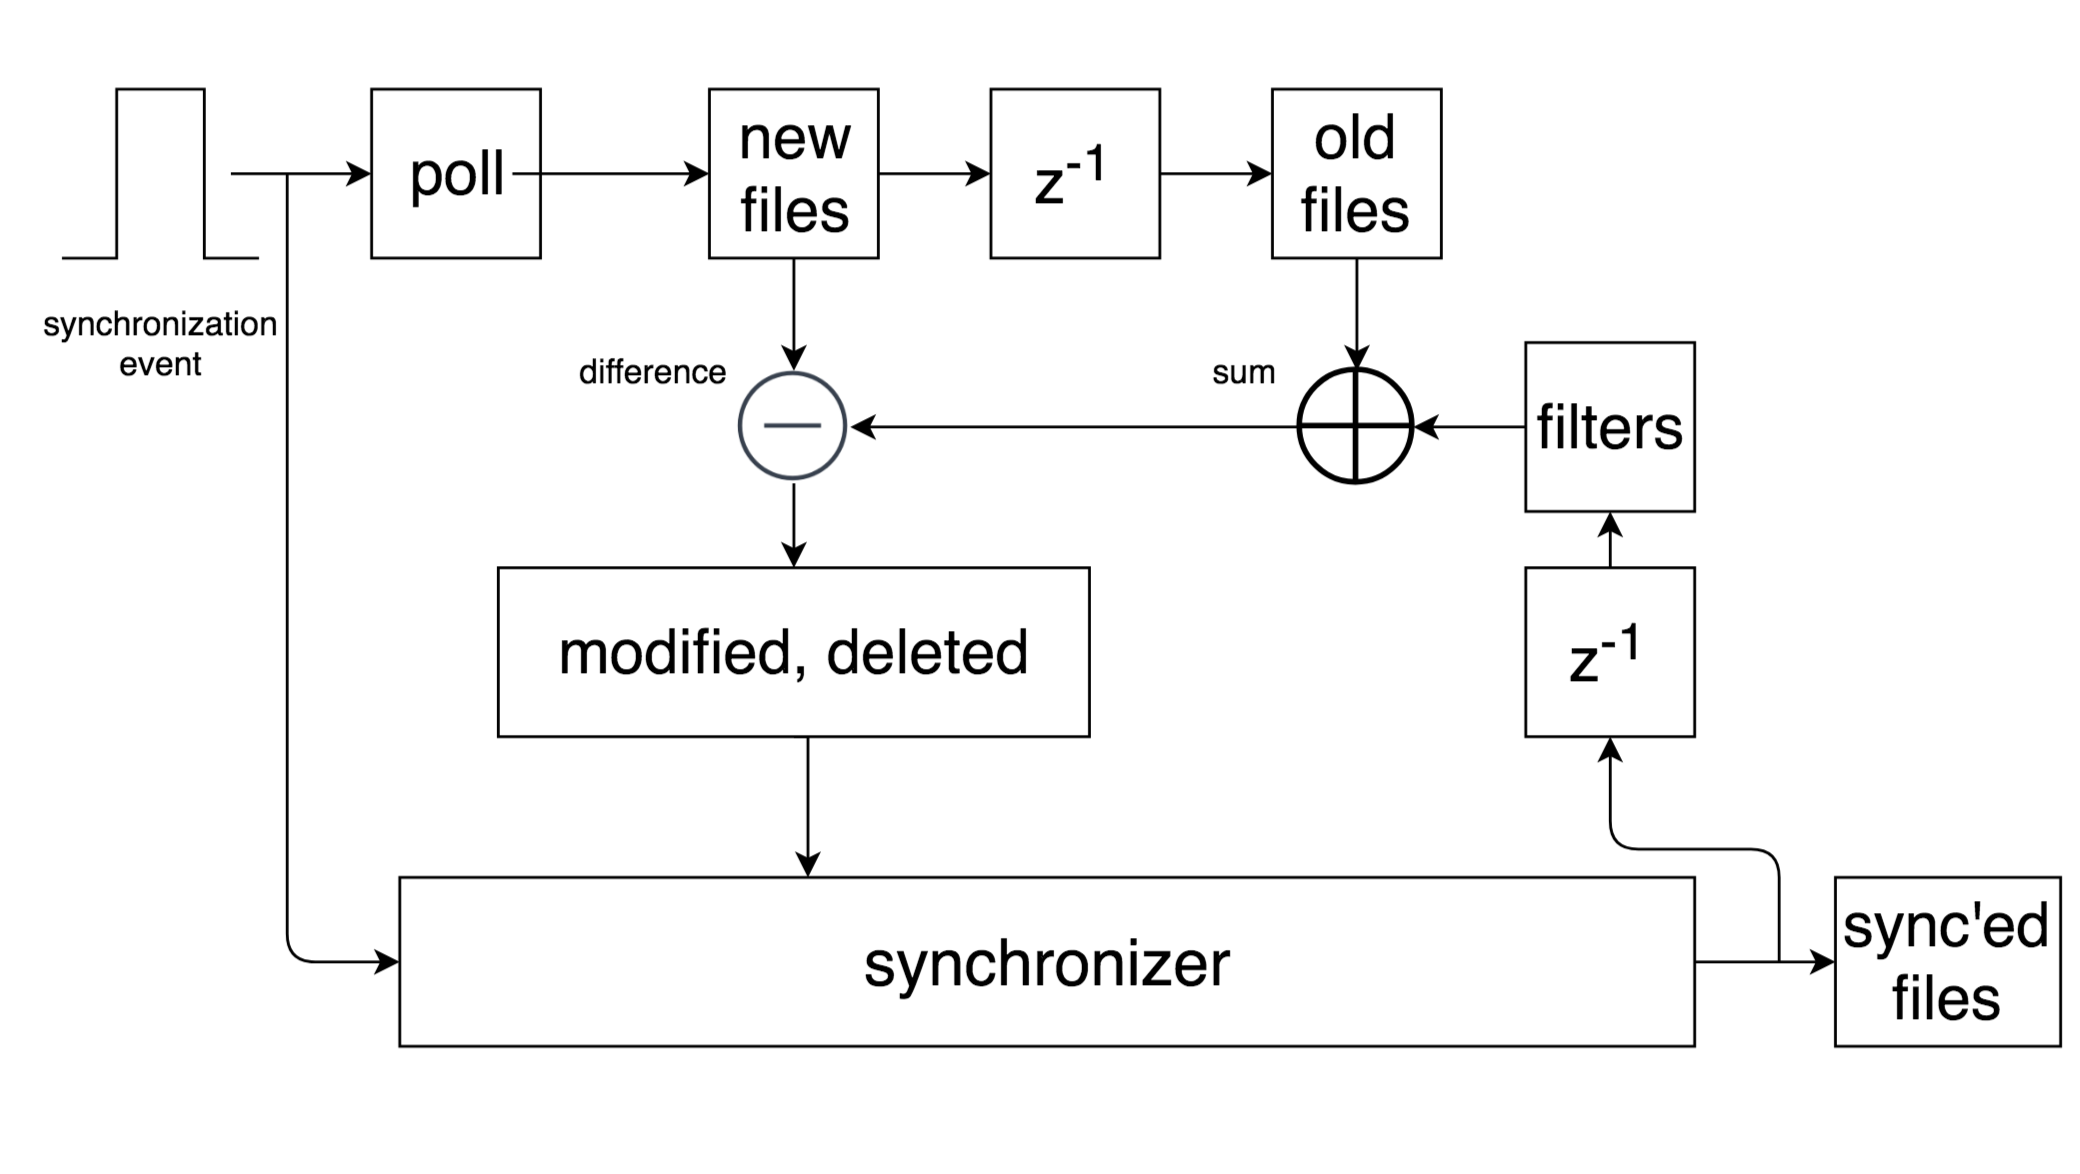 poll
new
files
z⁻¹
old
files
synchronization
event
difference
sum
filters
modified, deleted
z⁻¹
synchronizer
sync'ed
files